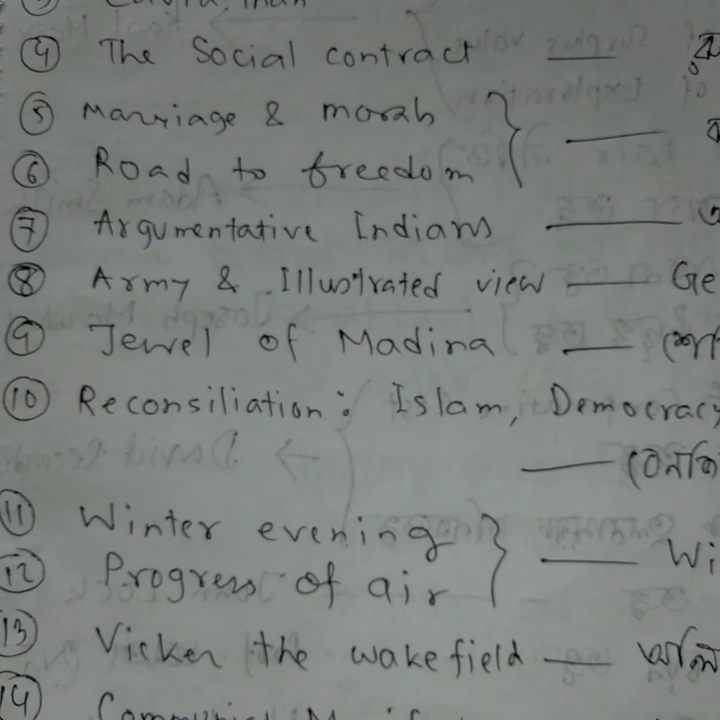 ④ The Social contract —
⑤ Marriage & morals
⑥ Road to freedom } —
⑦ Argumentative Indians —
⑧ Army & Illustrated view — Ge
⑨ Jewel of Madina —
⑩ Reconsiliation: Islam, Democracy
—
⑪ Winter evening
⑫ Progress of air } — Wi
⑬ Vicker the wakefield —
⑭